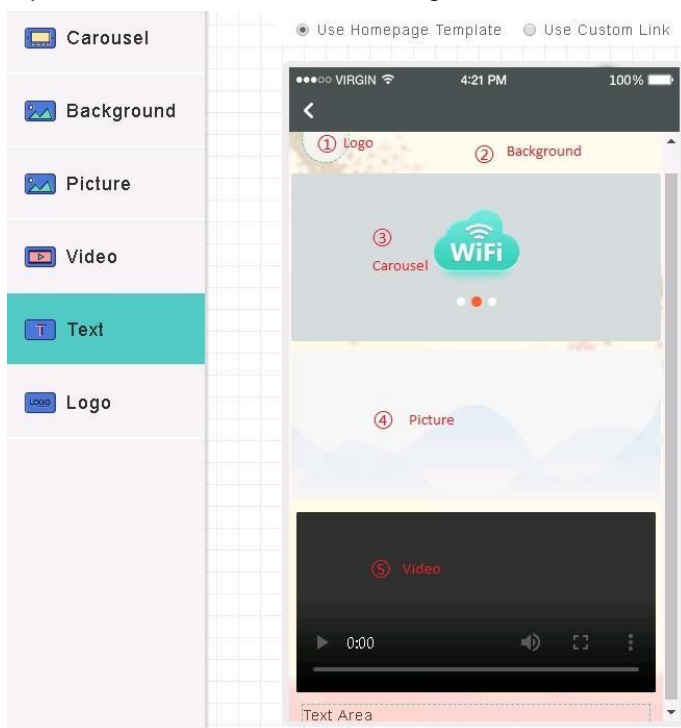 Carousel
Background
Picture
Video
T Text
LOGO Logo
Use Homepage Template Use Custom Link
VIRGIN 4:21 PM 100%
① Logo
② Background
③
Carousel
WiFi
④ Picture
⑤ Video
0:00
Text Area